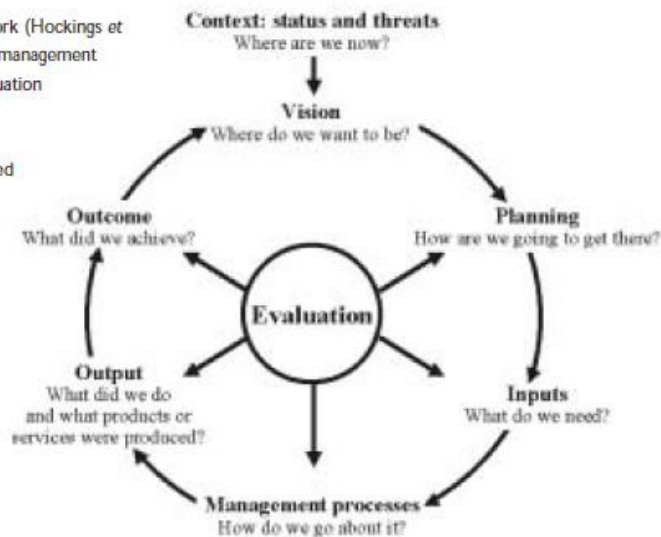 ork (Hockings et
management
uation
ed
Context: status and threats
Where are we now?
Vision
Where do we want to be?
Planning
How are we going to get there?
Inputs
What do we need?
Management processes
How do we go about it?
Output
What did we do
and what products or
services were produced?
Outcome
What did we achieve?
Evaluation